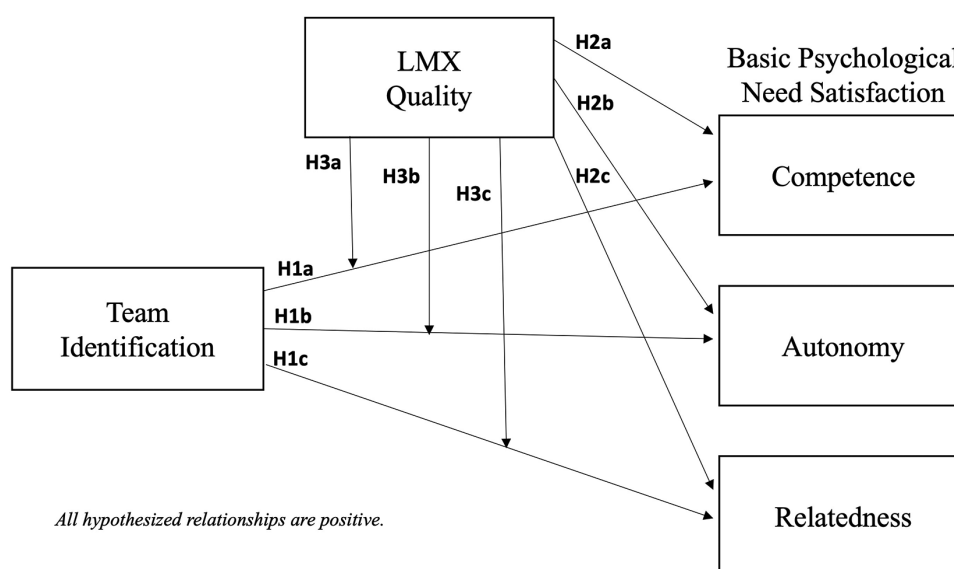 LMX
Quality
H2a
Basic Psychological
Need Satisfaction
H2b
H3a
H3b
H3c
H2c
Competence
Team
Identification
H1a
H1b
H1c
Autonomy
Relatedness
All hypothesized relationships are positive.